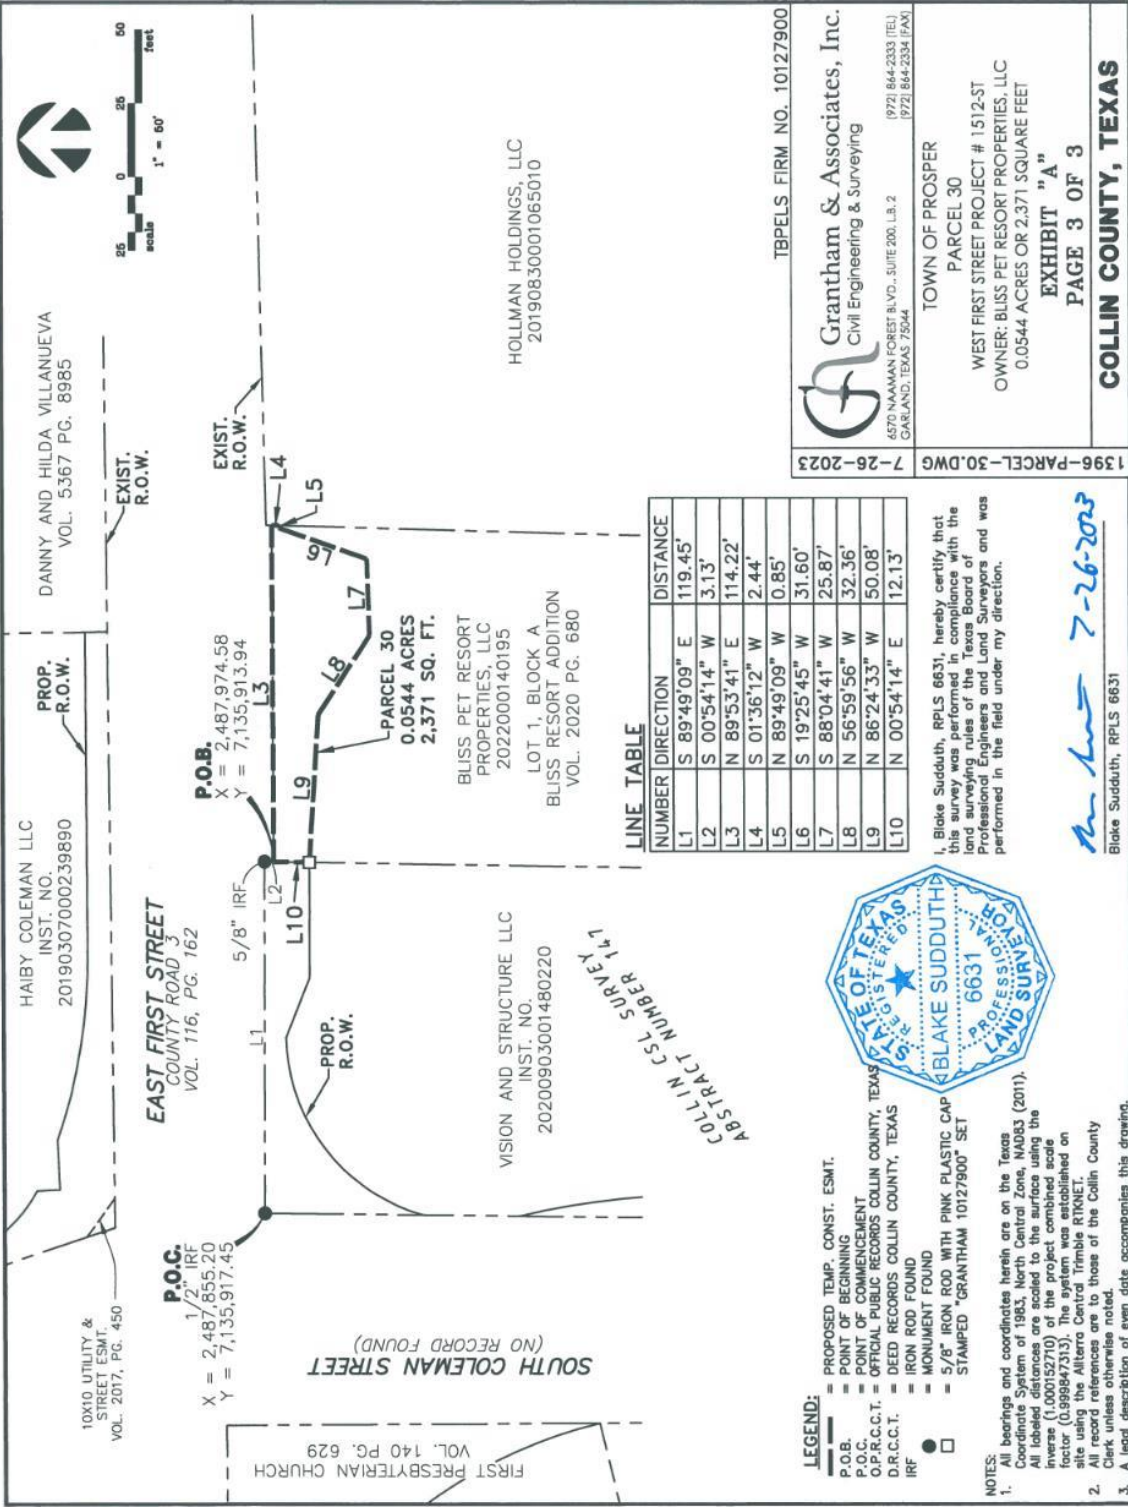 25 0 25 50
scale 1" = 60' feet
HAIBY COLEMAN LLC
INST. NO.
20190307000239890
PROP.
R.O.W.
DANNY AND HILDA VILLANUEVA
VOL. 5367 PG. 8985
EXIST.
R.O.W.
10X10 UTILITY &
STREET ESMT.
VOL. 2017, PG. 450
EAST FIRST STREET
COUNTY ROAD 3
VOL. 116, PG. 162
P.O.C.
1/2" IRF
X = 2,487,855.20
Y = 7,135,917.45
L1
5/8" IRF
L2
P.O.B.
X = 2,487,974.58
Y = 7,135,913.94
L3
EXIST.
R.O.W.
L4
L5
L6
L7
L8
L9
L10
PROP.
R.O.W.
PARCEL 30
0.0544 ACRES
2,371 SQ. FT.
SOUTH COLEMAN STREET
(NO RECORD FOUND)
FIRST PRESBYTERIAN CHURCH
VOL. 140 PG. 629
VISION AND STRUCTURE LLC
INST. NO.
20200903001480220
BLISS PET RESORT
PROPERTIES, LLC
2022000140195
LOT 1, BLOCK A
BLISS RESORT ADDITION
VOL. 2020 PG. 680
HOLLMAN HOLDINGS, LLC
20190830001065010
COLLIN CSL SURVEY
ABSTRACT NUMBER 147
LINE TABLE
NUMBER DIRECTION DISTANCE
L1 S 89°49'09" E 119.45'
L2 S 00°54'14" W 3.13'
L3 N 89°53'41" E 114.22'
L4 S 01°36'12" W 2.44'
L5 N 89°49'09" W 0.85'
L6 S 19°25'45" W 31.60'
L7 S 88°04'41" W 25.87'
L8 N 56°59'56" W 32.36'
L9 N 86°24'33" W 50.08'
L10 N 00°54'14" E 12.13'
LEGEND:
= PROPOSED TEMP. CONST. ESMT.
P.O.B. = POINT OF BEGINNING
P.O.C. = POINT OF COMMENCEMENT
O.P.R.C.C.T. = OFFICIAL PUBLIC RECORDS COLLIN COUNTY, TEXAS
D.R.C.C.T. = DEED RECORDS COLLIN COUNTY, TEXAS
IRF = IRON ROD FOUND
= MONUMENT FOUND
= 5/8" IRON ROD WITH PINK PLASTIC CAP
STAMPED "GRANTHAM 10127900" SET
NOTES:
1. All bearings and coordinates herein are on the Texas
Coordinate System of 1983, North Central Zone, NAD83 (2011).
All labeled distances are scaled to the surface using the
inverse (1.000152710) of the project combined scale
factor (0.999847313). The system was established on
site using the Allterra Central Trimble RTKNET.
2. All record references are to those of the Collin County
Clerk unless otherwise noted.
3. A legal description of even date accompanies this drawing.
STATE OF TEXAS
REGISTERED
BLAKE SUDDUTH
6631
PROFESSIONAL
LAND SURVEYOR
I, Blake Sudduth, RPLS 6631, hereby certify that
this survey was performed in compliance with the
land surveying rules of the Texas Board of
Professional Engineers and Land Surveyors and was
performed in the field under my direction.
7-26-2023
Blake Sudduth, RPLS 6631
TBPELS FIRM NO. 10127900
7-26-2023
1396-PARCEL-30.DWG
Grantham & Associates, Inc.
Civil Engineering & Surveying
6570 NAAMAN FOREST BLVD., SUITE 200, L.B. 2 (972) 864-2333 (TEL)
GARLAND, TEXAS 75044 (972) 864-2334 (FAX)
TOWN OF PROSPER
PARCEL 30
WEST FIRST STREET PROJECT # 1512-ST
OWNER: BLISS PET RESORT PROPERTIES, LLC
0.0544 ACRES OR 2,371 SQUARE FEET
EXHIBIT "A"
PAGE 3 OF 3
COLLIN COUNTY, TEXAS